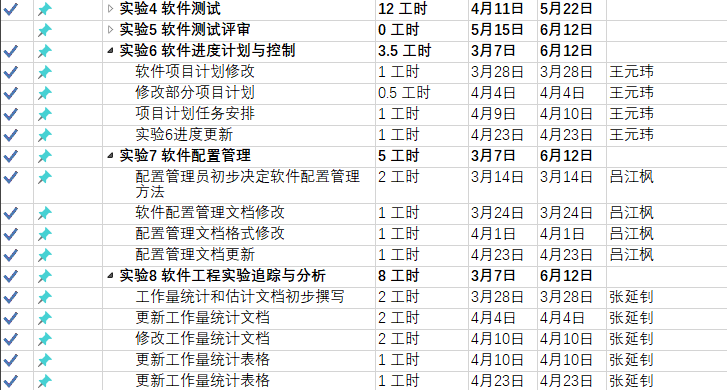 实验4 软件测试 12 工时 4月11日 5月22日
实验5 软件测试评审 0 工时 5月15日 6月12日
实验6 软件进度计划与控制 3.5 工时 3月7日 6月12日
软件项目计划修改 1 工时 3月28日 3月28日 王元玮
修改部分项目计划 0.5 工时 4月4日 4月4日 王元玮
项目计划任务安排 1 工时 4月9日 4月10日 王元玮
实验6进度更新 1 工时 4月23日 4月23日 王元玮
实验7 软件配置管理 5 工时 3月7日 6月12日
配置管理员初步决定软件配置管理 2 工时 3月14日 3月14日 吕江枫
方法
软件配置管理文档修改 1 工时 3月24日 3月24日 吕江枫
配置管理文档格式修改 1 工时 4月1日 4月1日 吕江枫
配置管理文档更新 1 工时 4月23日 4月23日 吕江枫
实验8 软件工程实验追踪与分析 8 工时 3月7日 6月12日
工作量统计和估计文档初步撰写 2 工时 3月28日 3月28日 张延钊
更新工作量统计文档 2 工时 4月4日 4月4日 张延钊
修改工作量统计文档 2 工时 4月10日 4月10日 张延钊
更新工作量统计表格 1 工时 4月10日 4月10日 张延钊
更新工作量统计表格 1 工时 4月23日 4月23日 张延钊